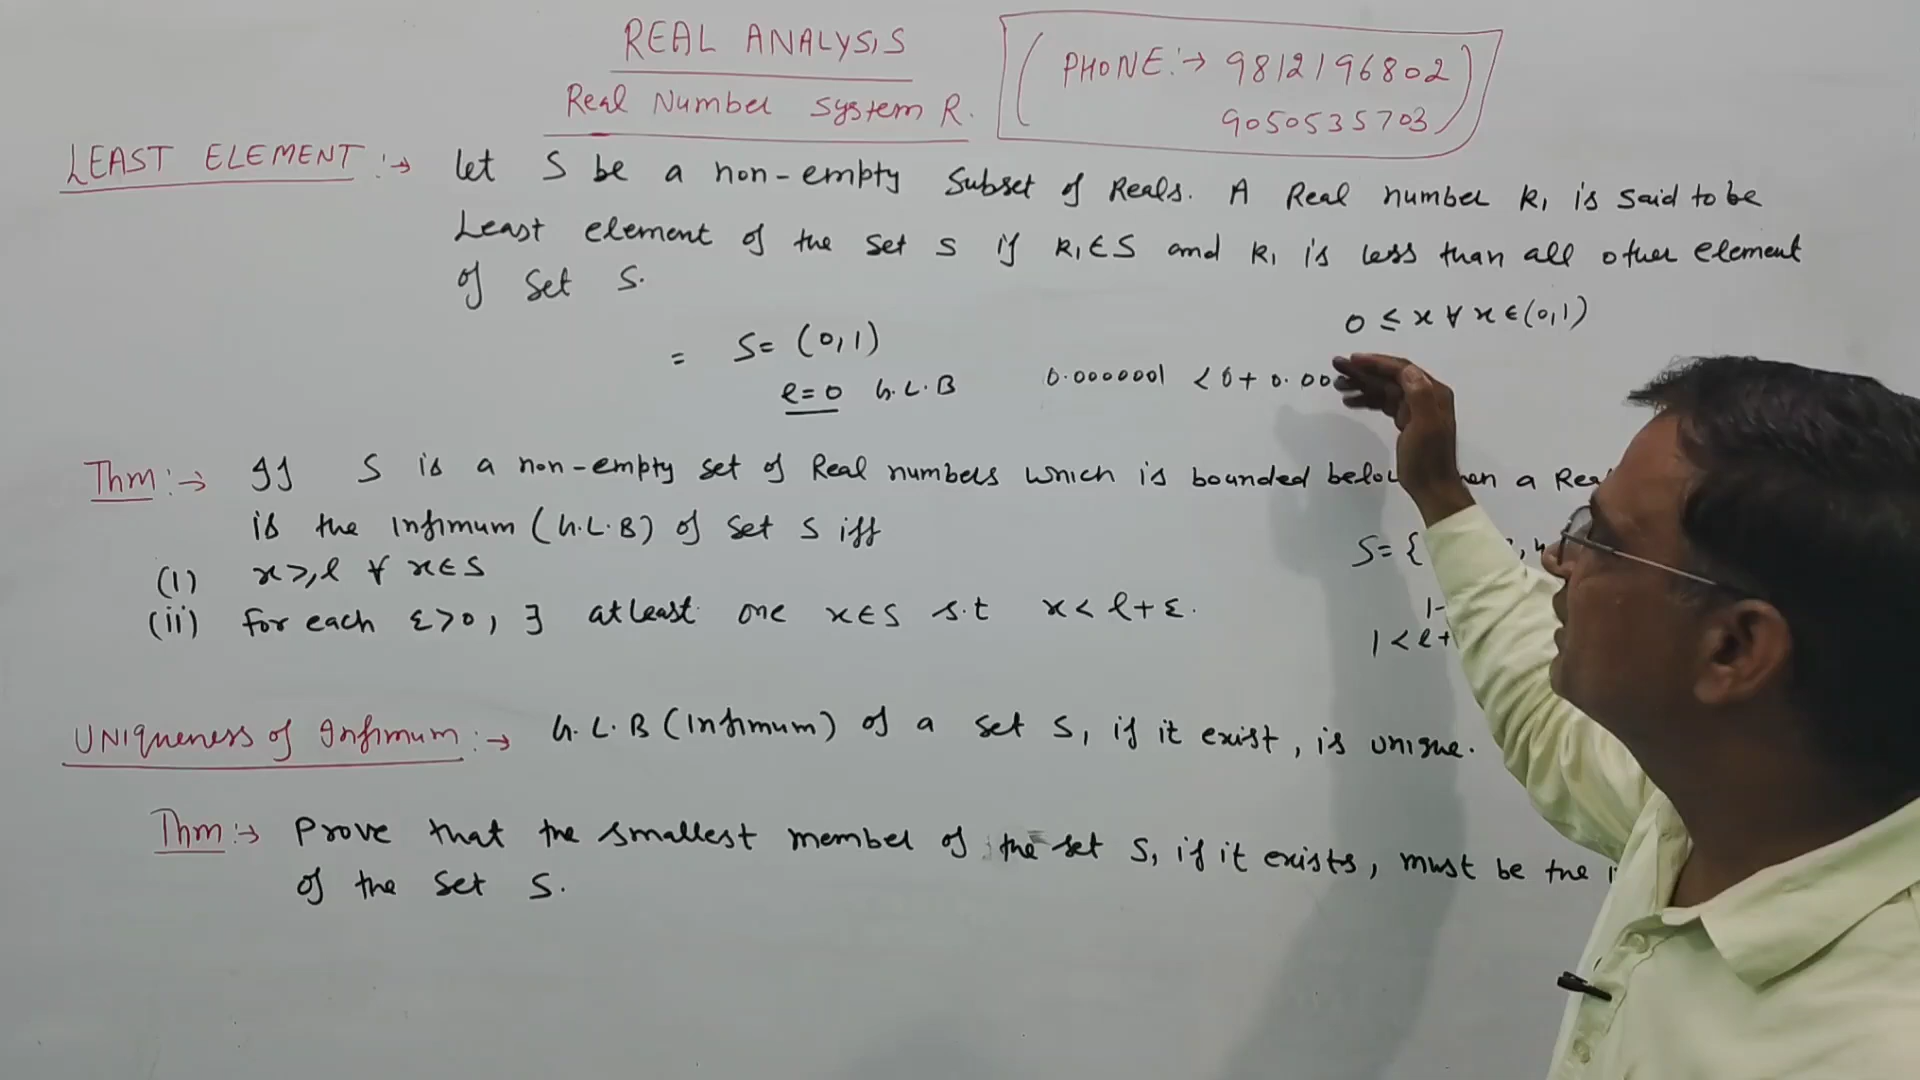 REAL ANALYSIS
Real Number System R.
(PHONE:→ 9812196802
9050535703)
LEAST ELEMENT:→ Let S be a non-empty Subset of Reals. A Real number k₁ is said to be
Least element of the set S if k₁∈S and k₁ is less than all other element
of Set S.
0 ≤ x ∀ x ∈ (0,1)
= S= (0,1)
l=0 G.L.B 0.0000001 < 0 + 0.00
Thm:→ If S is a non-empty set of Real numbers which is bounded below a
is the Infimum (G.L.B) of Set S iff
S= {
(i) x ≥ l ∀ x∈S
(ii) for each ε>0, ∃ atleast one x∈S s.t x < l+ε.
1-
1 < l+
UNIQUENESS of Infimum:→ G.L.B (Infimum) of a set S, if it exist, is unique.
Thm:→ Prove that the smallest member of the set S, if it exists, must be the
of the Set S.